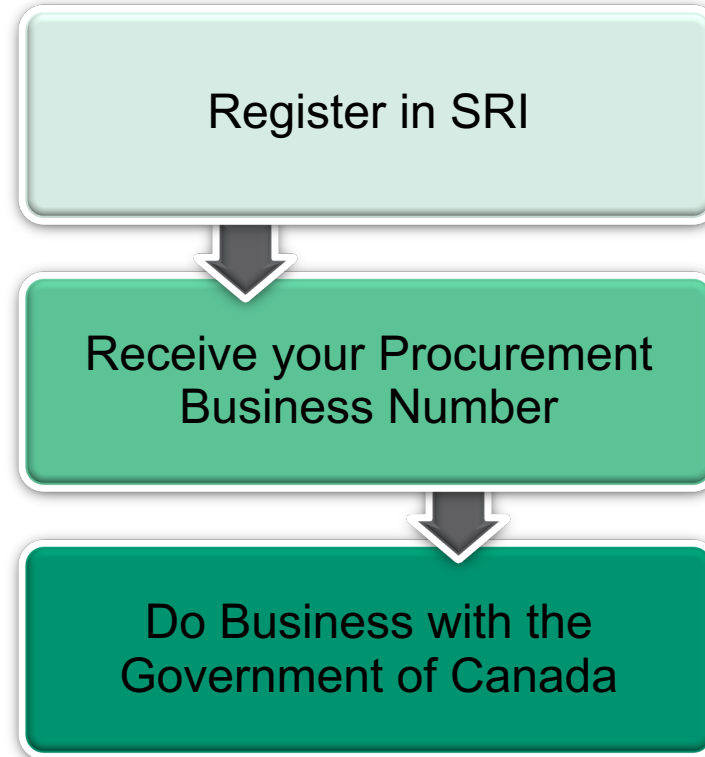 Register in SRI
Receive your Procurement
Business Number
Do Business with the
Government of Canada